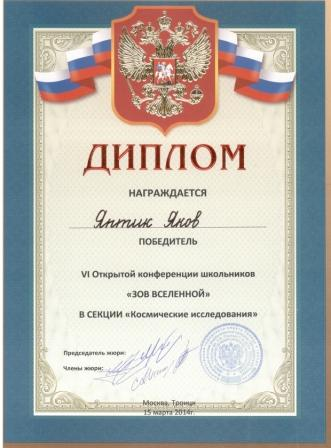 ДИПЛОМ
НАГРАЖДАЕТСЯ
Яптик Яков
ПОБЕДИТЕЛЬ
VI Открытой конференции школьников
«ЗОВ ВСЕЛЕННОЙ»
В СЕКЦИИ «Космические исследования»
Председатель жюри:
Члены жюри:
Москва, Троицк
15 марта 2014г.